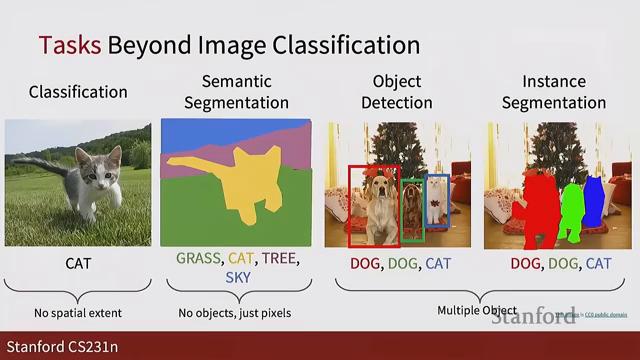 Tasks Beyond Image Classification
Classification
Semantic
Segmentation
Object
Detection
Instance
Segmentation
CAT
GRASS, CAT, TREE,
SKY
DOG, DOG, CAT
DOG, DOG, CAT
No spatial extent
No objects, just pixels
Multiple Object
Stanford
is CC0 public domain
Stanford CS231n